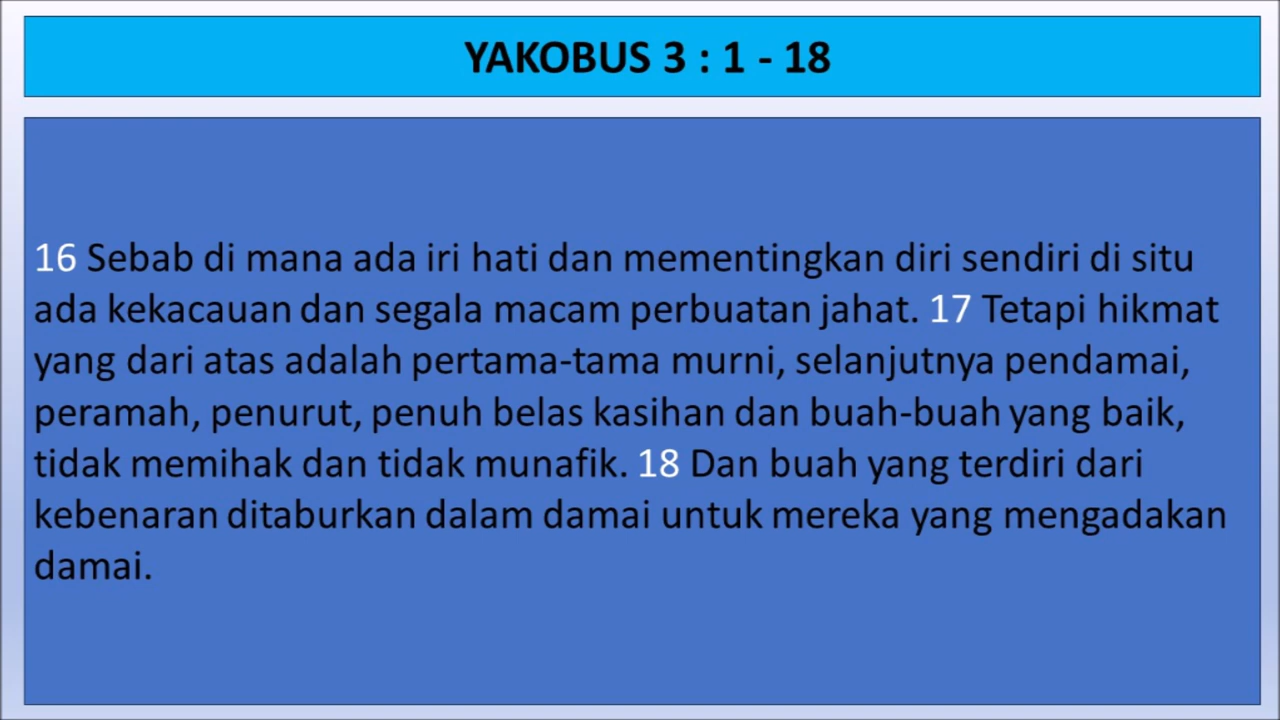 YAKOBUS 3 : 1 - 18
16 Sebab di mana ada iri hati dan mementingkan diri sendiri di situ
ada kekacauan dan segala macam perbuatan jahat. 17 Tetapi hikmat
yang dari atas adalah pertama-tama murni, selanjutnya pendamai,
peramah, penurut, penuh belas kasihan dan buah-buah yang baik,
tidak memihak dan tidak munafik. 18 Dan buah yang terdiri dari
kebenaran ditaburkan dalam damai untuk mereka yang mengadakan
damai.